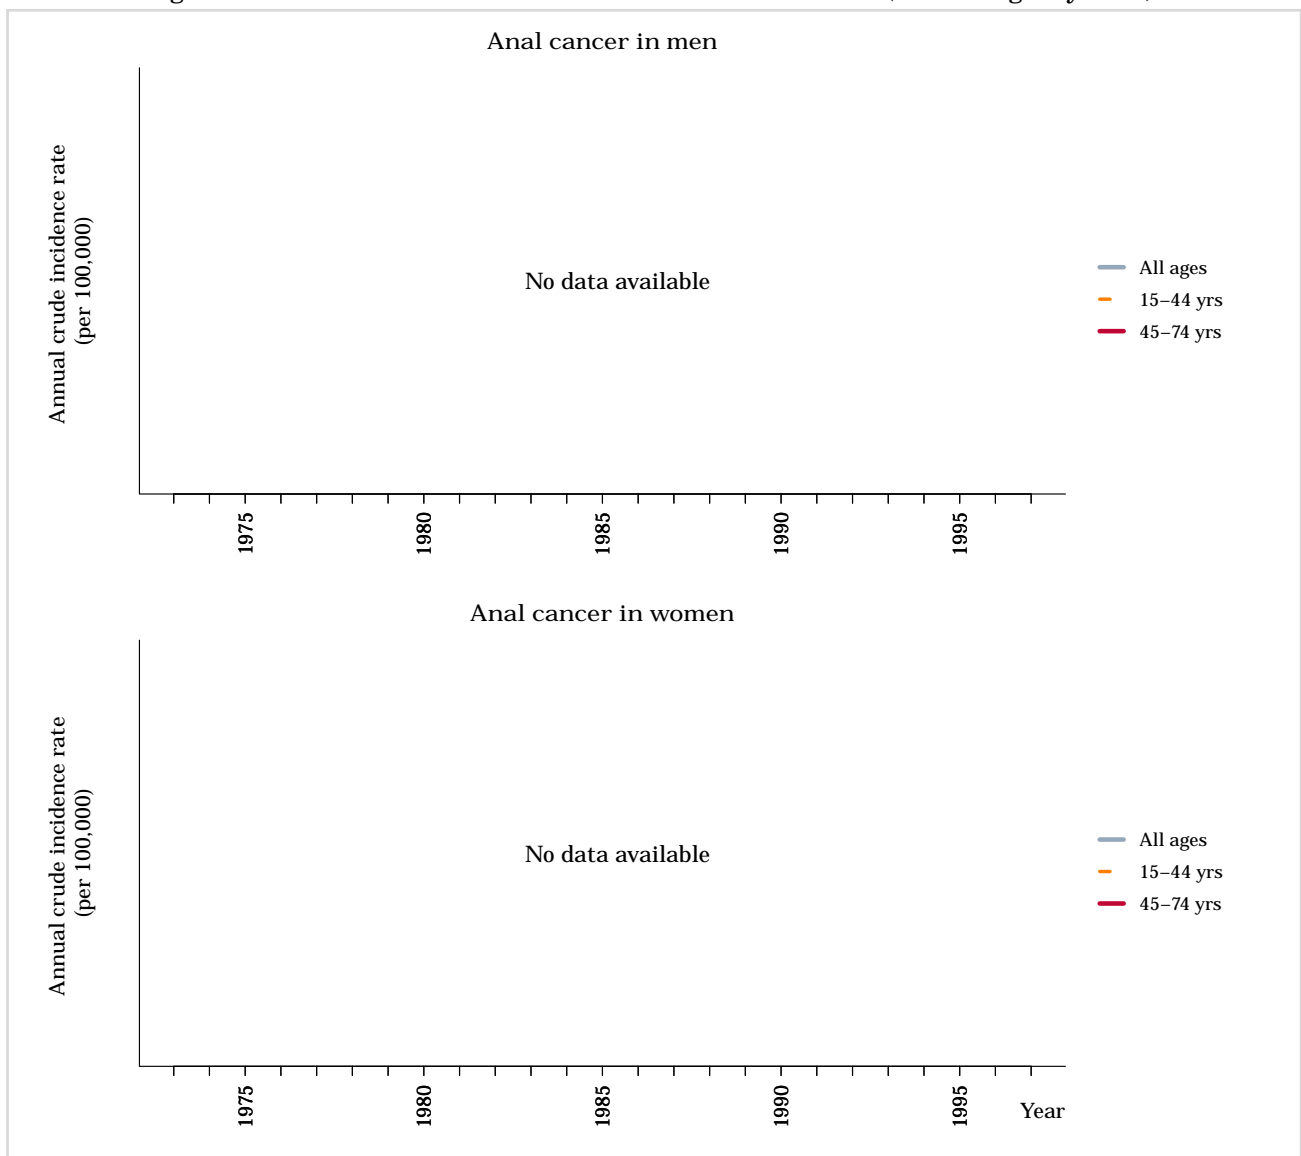 Anal cancer in men
Annual crude incidence rate
(per 100,000)
No data available
All ages
15–44 yrs
45–74 yrs
1975
1980
1985
1990
1995
Anal cancer in women
Annual crude incidence rate
(per 100,000)
No data available
All ages
15–44 yrs
45–74 yrs
1975
1980
1985
1990
1995
Year